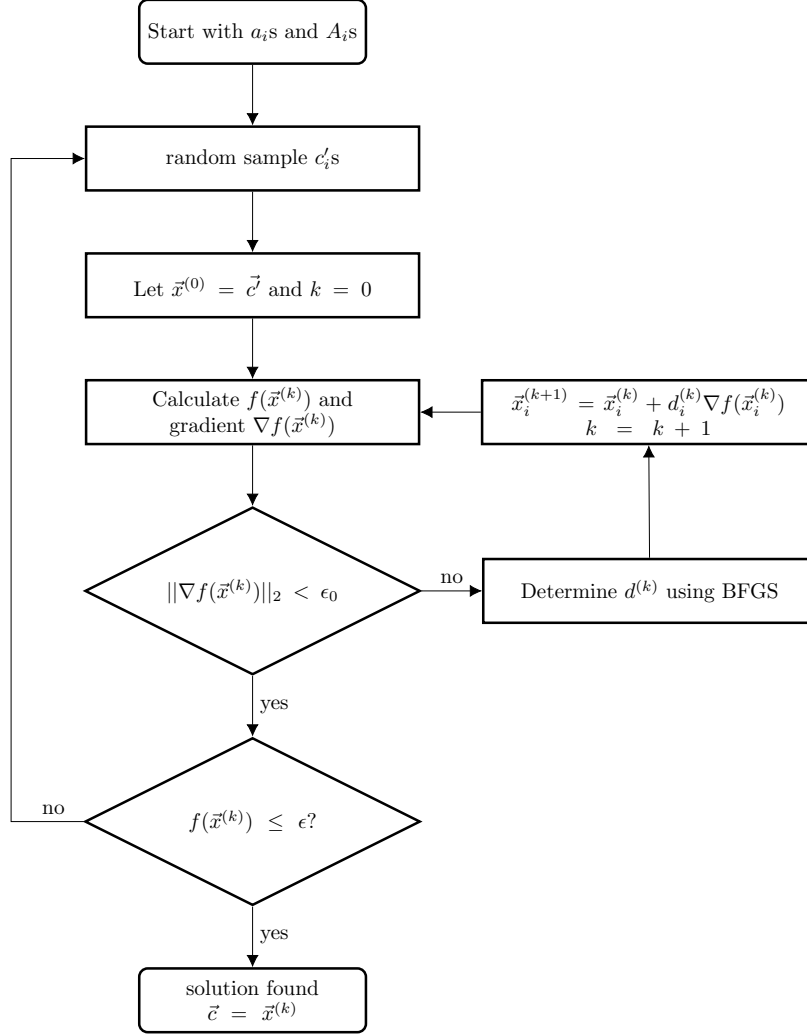 Start with $a_i$s and $A_i$s
random sample $c'_i$s
Let $\vec{x}^{(0)} = \vec{c'}$ and $k = 0$
Calculate $f(\vec{x}^{(k)})$ and
gradient $\nabla f(\vec{x}^{(k)})$
$\vec{x}_i^{(k+1)} = \vec{x}_i^{(k)} + d_i^{(k)} \nabla f(\vec{x}_i^{(k)})$
$k = k + 1$
$||\nabla f(\vec{x}^{(k)})||_2 < \epsilon_0$
no
Determine $d^{(k)}$ using BFGS
yes
no
$f(\vec{x}^{(k)}) \leq \epsilon$?
yes
solution found
$\vec{c} = \vec{x}^{(k)}$